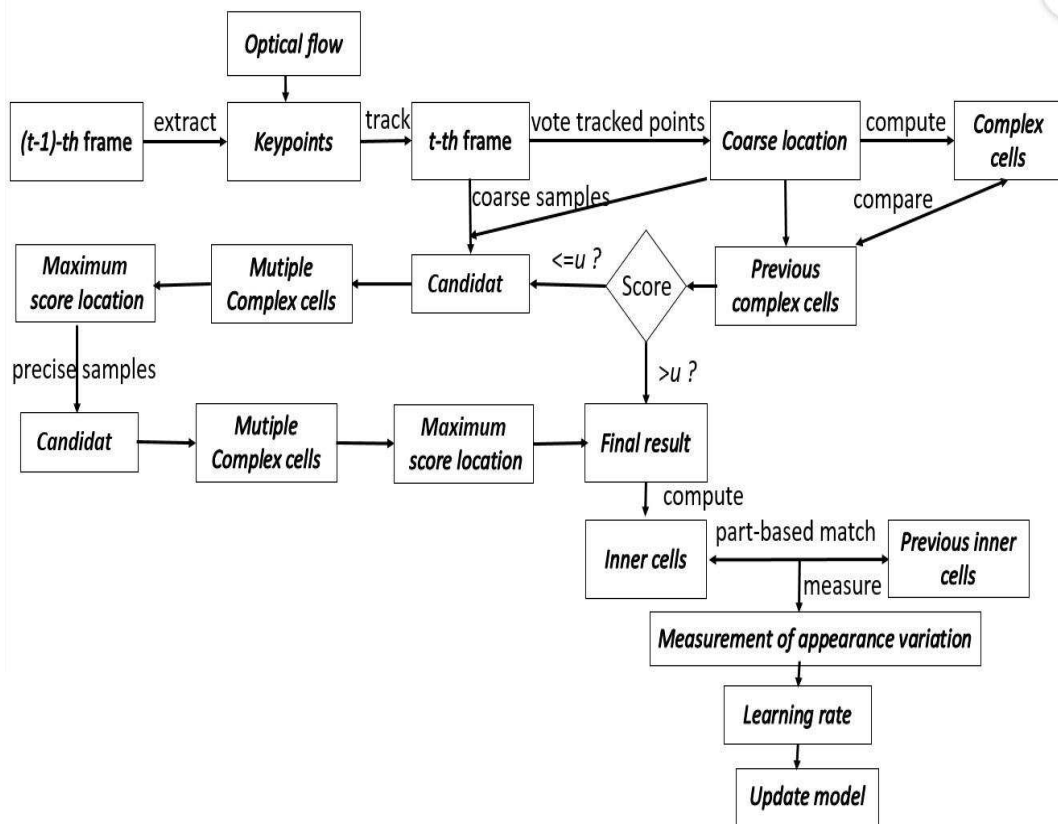 Optical flow
(t-1)-th frame
extract
Keypoints
track
t-th frame
vote tracked points
Coarse location
compute
Complex
cells
coarse samples
compare
Maximum
score location
Mutiple
Complex cells
Candidat
<=u ?
Score
Previous
complex cells
precise samples
>u ?
Candidat
Mutiple
Complex cells
Maximum
score location
Final result
compute
Inner cells
part-based match
Previous inner
cells
measure
Measurement of appearance variation
Learning rate
Update model